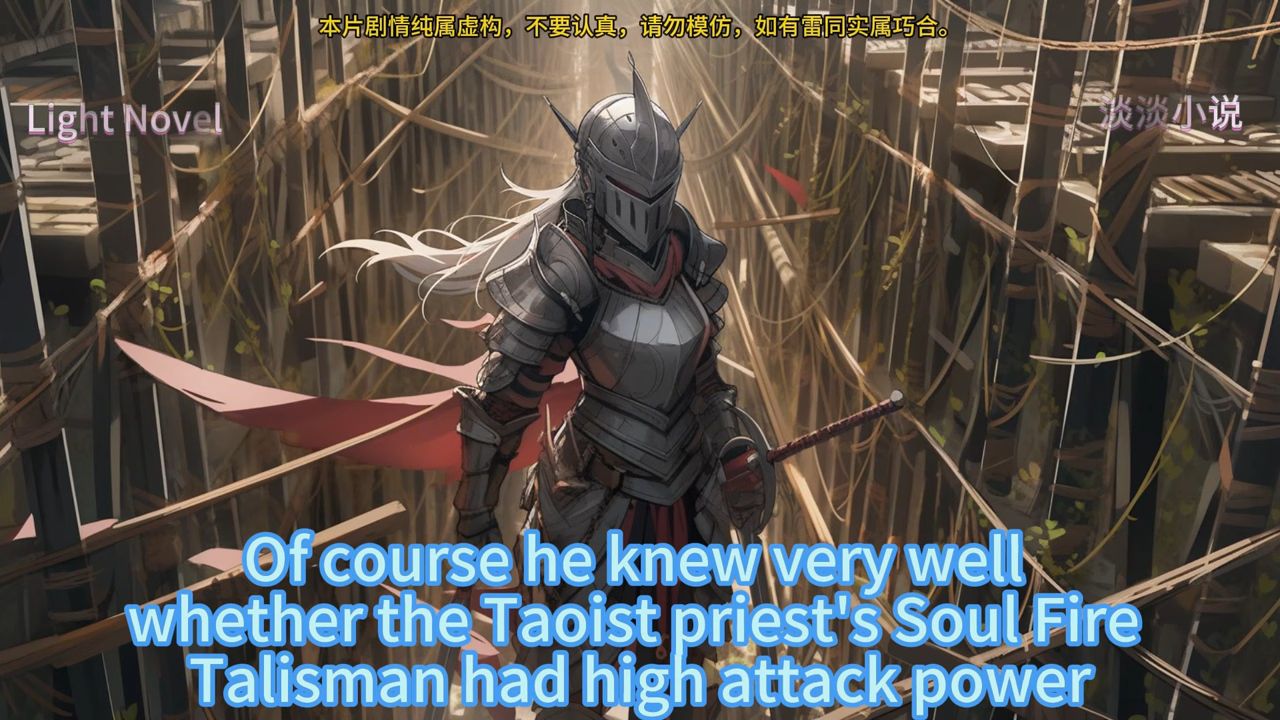 本片剧情纯属虚构，不要认真，请勿模仿，如有雷同实属巧合。
Light Novel
淡淡小说
Of course he knew very well
whether the Taoist priest's Soul Fire
Talisman had high attack power